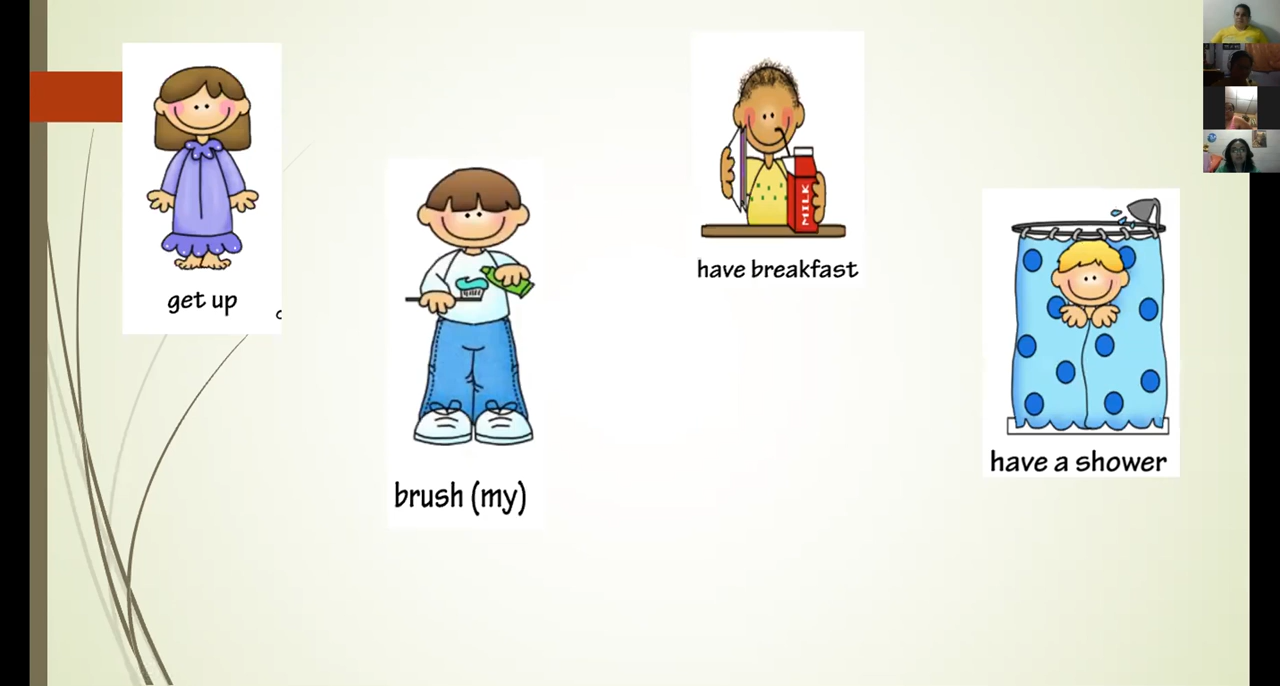 get up
brush (my)
MILK
have breakfast
have a shower